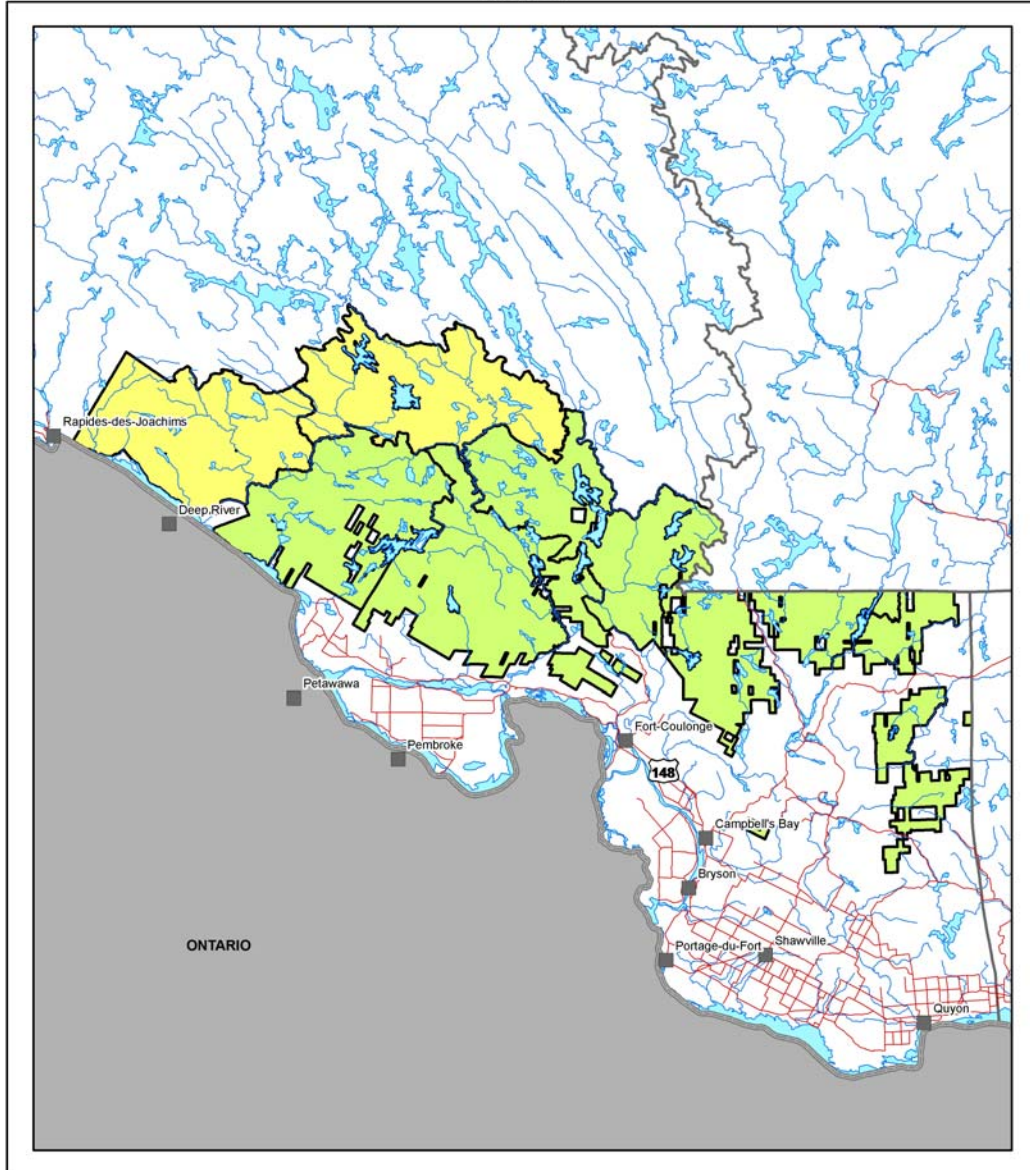 Rapides-des-Joachims
Deep River
Petawawa
Pembroke
Fort-Coulonge
148
Campbell's Bay
Bryson
ONTARIO
Portage-du-Fort
Shawville
Quyon